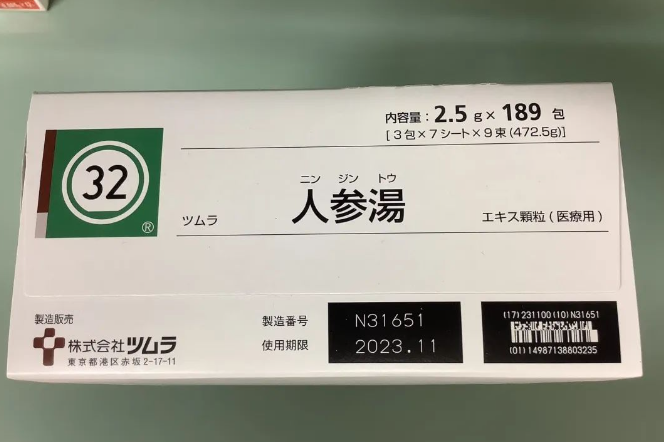 内容量：2.5g×189包
[3包×7シート×9束(472.5g)]
32
®
ニンジントウ
ツムラ 人参湯 エキス顆粒(医療用)
製造販売
株式会社ツムラ
東京都港区赤坂2-17-11
製造番号 N31651
使用期限 2023.11
(17)231100(10)N31651
(01)14987138803235